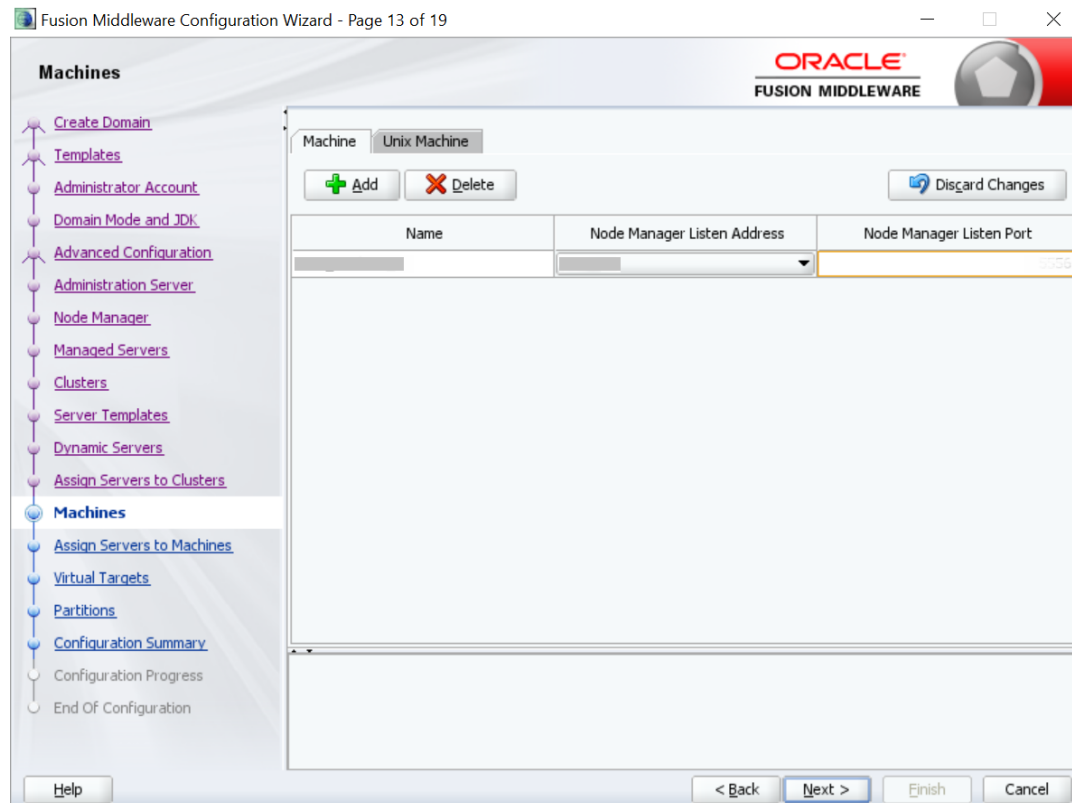 Fusion Middleware Configuration Wizard - Page 13 of 19
Machines
ORACLE
FUSION MIDDLEWARE
Create Domain
Templates
Administrator Account
Domain Mode and JDK
Advanced Configuration
Administration Server
Node Manager
Managed Servers
Clusters
Server Templates
Dynamic Servers
Assign Servers to Clusters
Machines
Assign Servers to Machines
Virtual Targets
Partitions
Configuration Summary
Configuration Progress
End Of Configuration
Machine Unix Machine
Add Delete Discard Changes
Name Node Manager Listen Address Node Manager Listen Port
5556
Help < Back Next > Finish Cancel